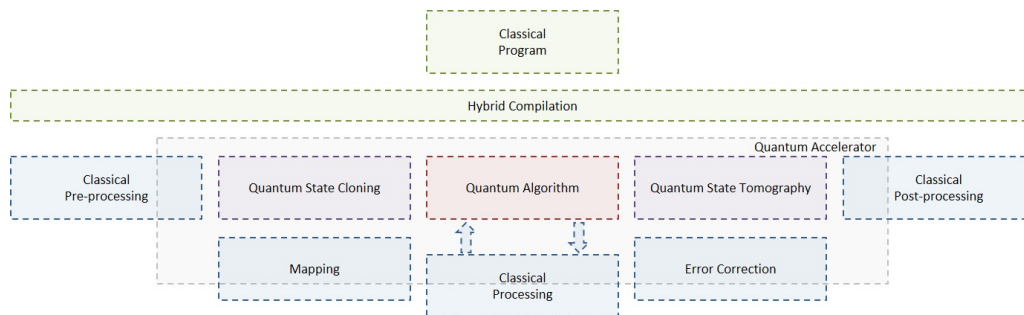 Classical
Program
Hybrid Compilation
Quantum Accelerator
Classical
Pre-processing
Quantum State Cloning
Quantum Algorithm
Quantum State Tomography
Classical
Post-processing
Mapping
Classical
Processing
Error Correction